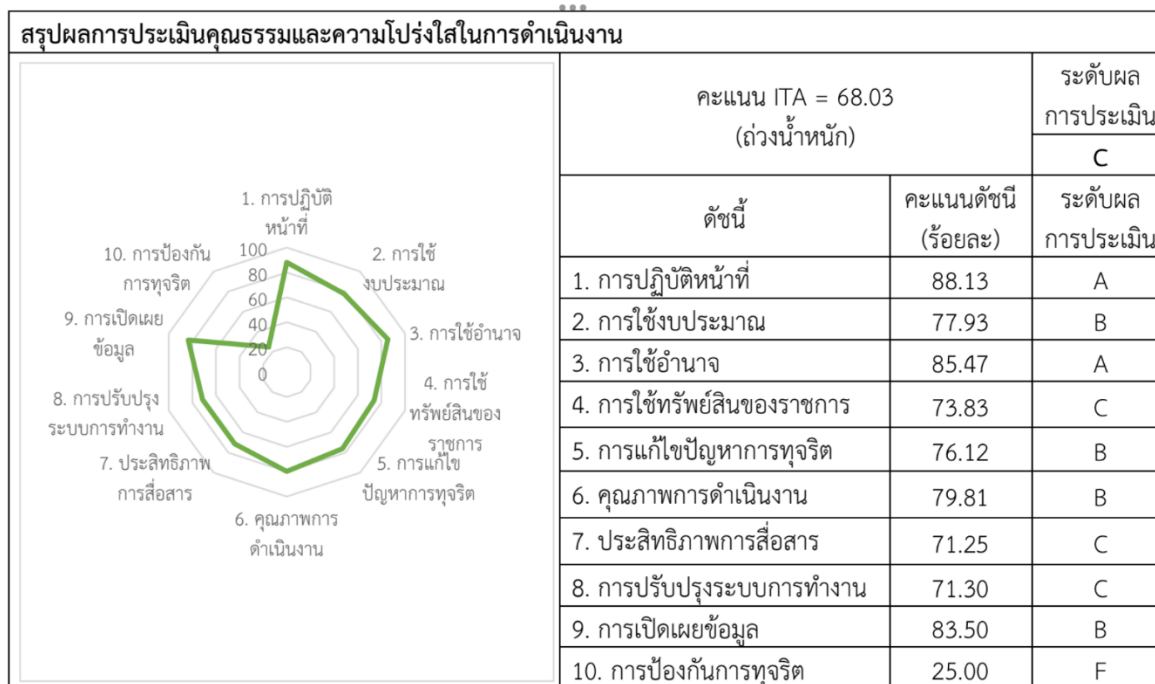 สรุปผลการประเมินคุณธรรมและความโปร่งใสในการดำเนินงาน
1. การปฏิบัติ
หน้าที่
2. การใช้
งบประมาณ
3. การใช้อำนาจ
4. การใช้
ทรัพย์สินของ
ราชการ
5. การแก้ไข
ปัญหาการทุจริต
6. คุณภาพการ
ดำเนินงาน
7. ประสิทธิภาพ
การสื่อสาร
8. การปรับปรุง
ระบบการทำงาน
9. การเปิดเผย
ข้อมูล
10. การป้องกัน
การทุจริต
100
80
60
40
20
0
คะแนน ITA = 68.03
(ถ่วงน้ำหนัก)
ระดับผล
การประเมิน
C
ดัชนี้ คะแนนดัชนี ระดับผล
(ร้อยละ) การประเมิน
1. การปฏิบัติหน้าที่ 88.13 A
2. การใช้งบประมาณ 77.93 B
3. การใช้อำนาจ 85.47 A
4. การใช้ทรัพย์สินของราชการ 73.83 C
5. การแก้ไขปัญหาการทุจริต 76.12 B
6. คุณภาพการดำเนินงาน 79.81 B
7. ประสิทธิภาพการสื่อสาร 71.25 C
8. การปรับปรุงระบบการทำงาน 71.30 C
9. การเปิดเผยข้อมูล 83.50 B
10. การป้องกันการทุจริต 25.00 F